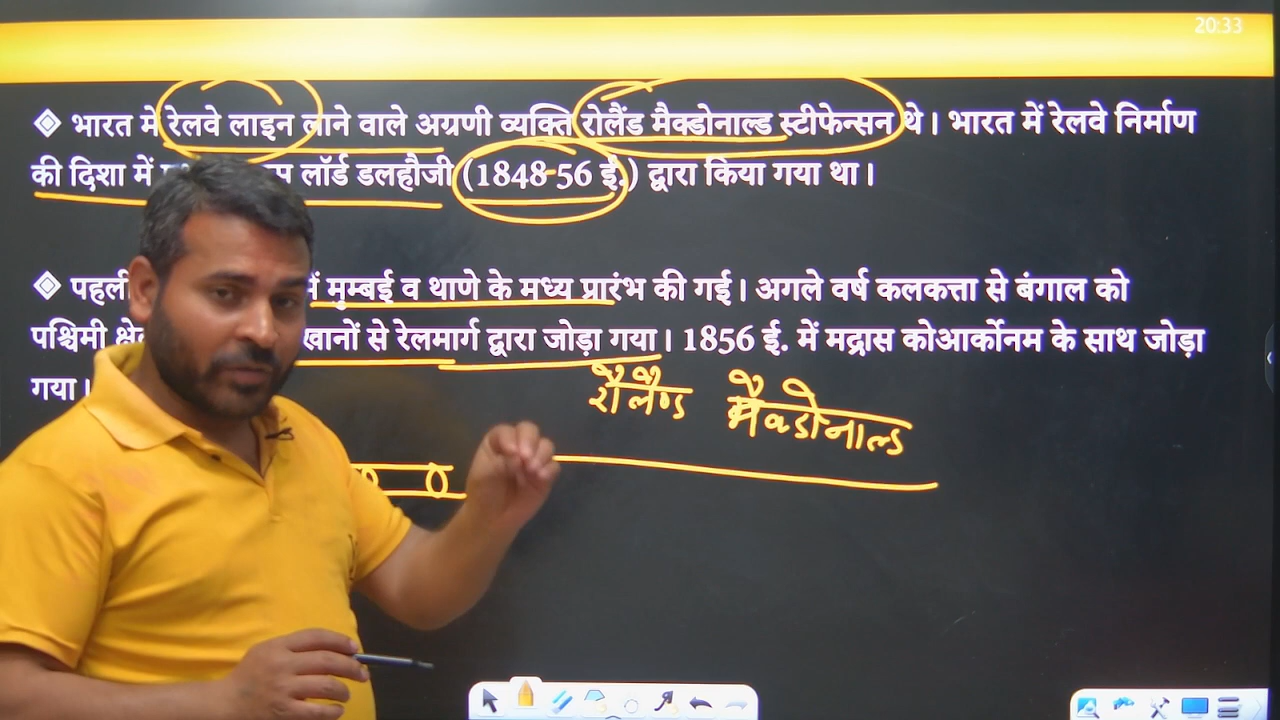 20:33
❖ भारत में रेलवे लाइन लाने वाले अग्रणी व्यक्ति रोलैंड मैक्डोनाल्ड स्टीफेन्सन थे। भारत में रेलवे निर्माण
की दिशा में लॉर्ड डलहौजी (1848-56 ई.) द्वारा किया गया था।
❖ पहली में मुम्बई व थाणे के मध्य प्रारंभ की गई। अगले वर्ष कलकत्ता से बंगाल को
पश्चिमी खानों से रेलमार्ग द्वारा जोड़ा गया। 1856 ई. में मद्रास कोआर्कोनम के साथ जोड़ा
गया।
रोलैण्ड मैक्डोनाल्ड